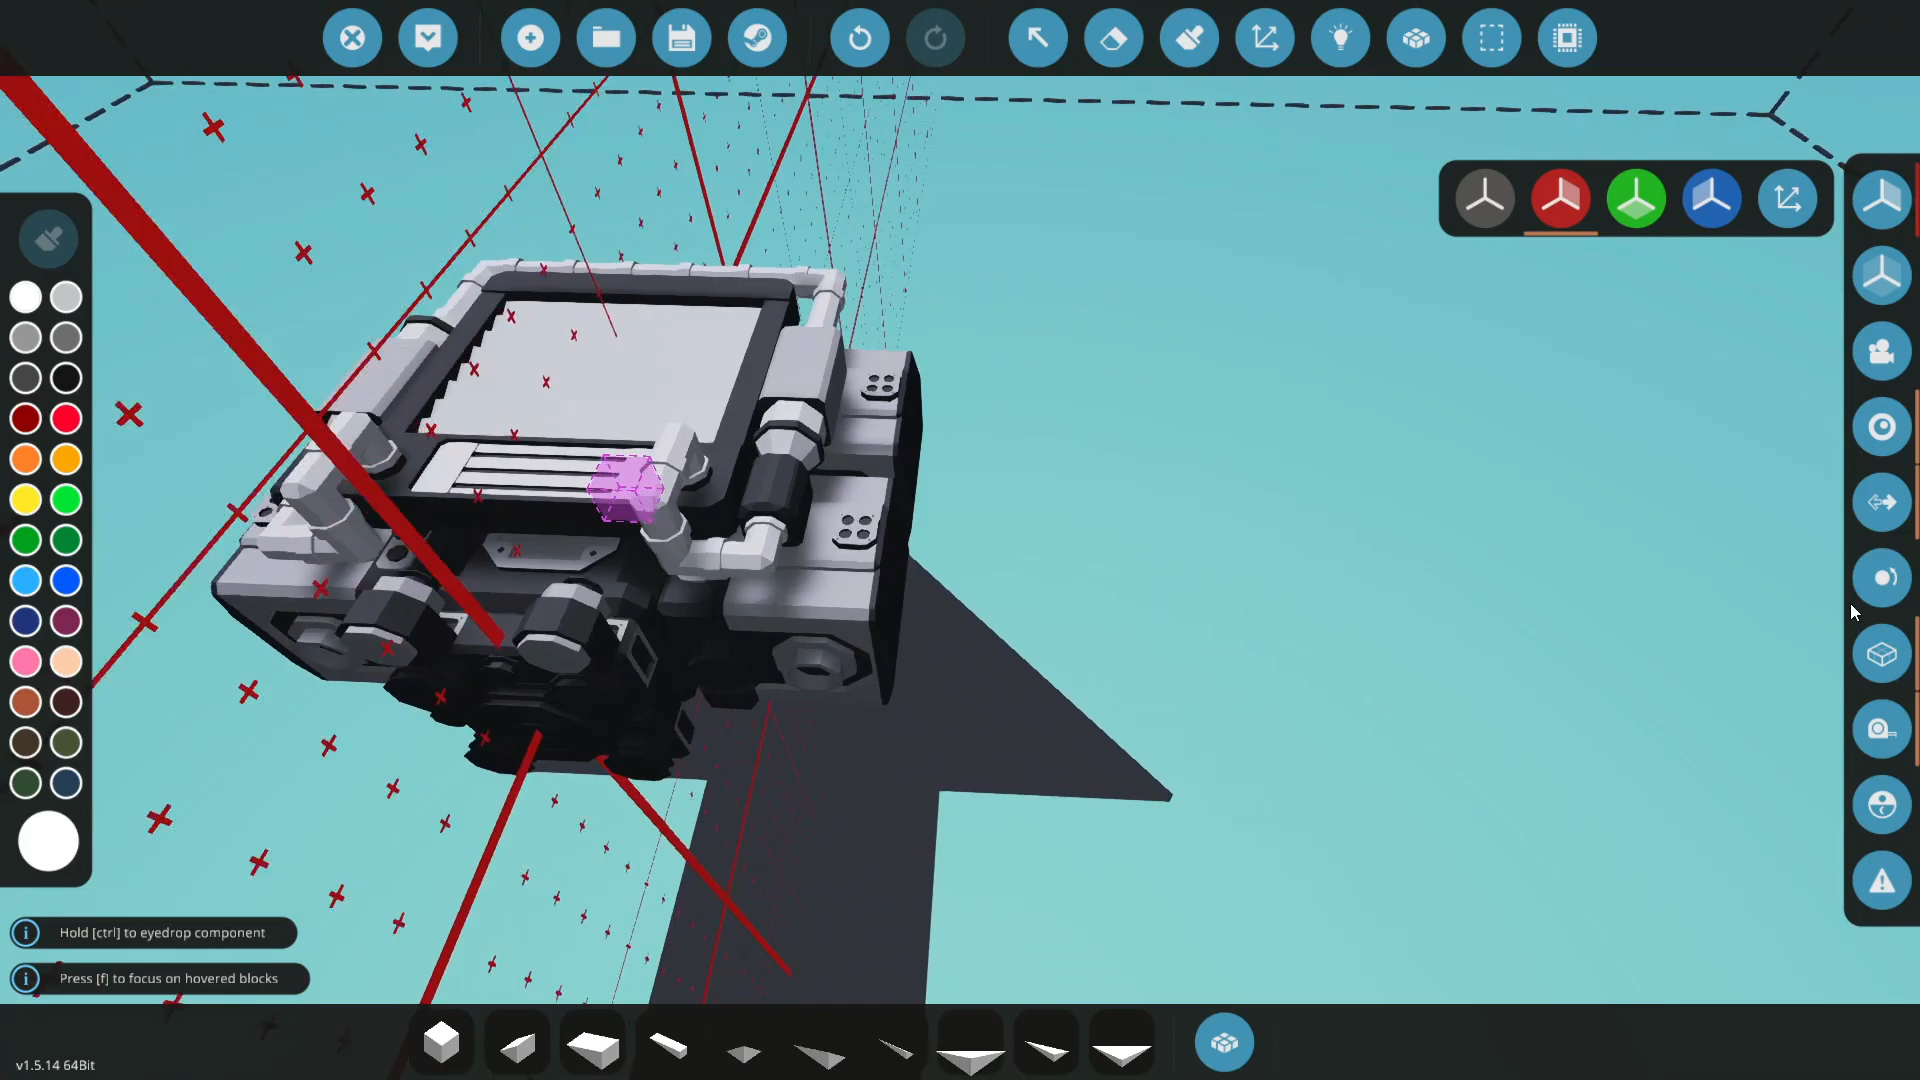 Hold [ctrl] to eyedrop component
Press [f] to focus on hovered blocks
v1.5.14 64Bit